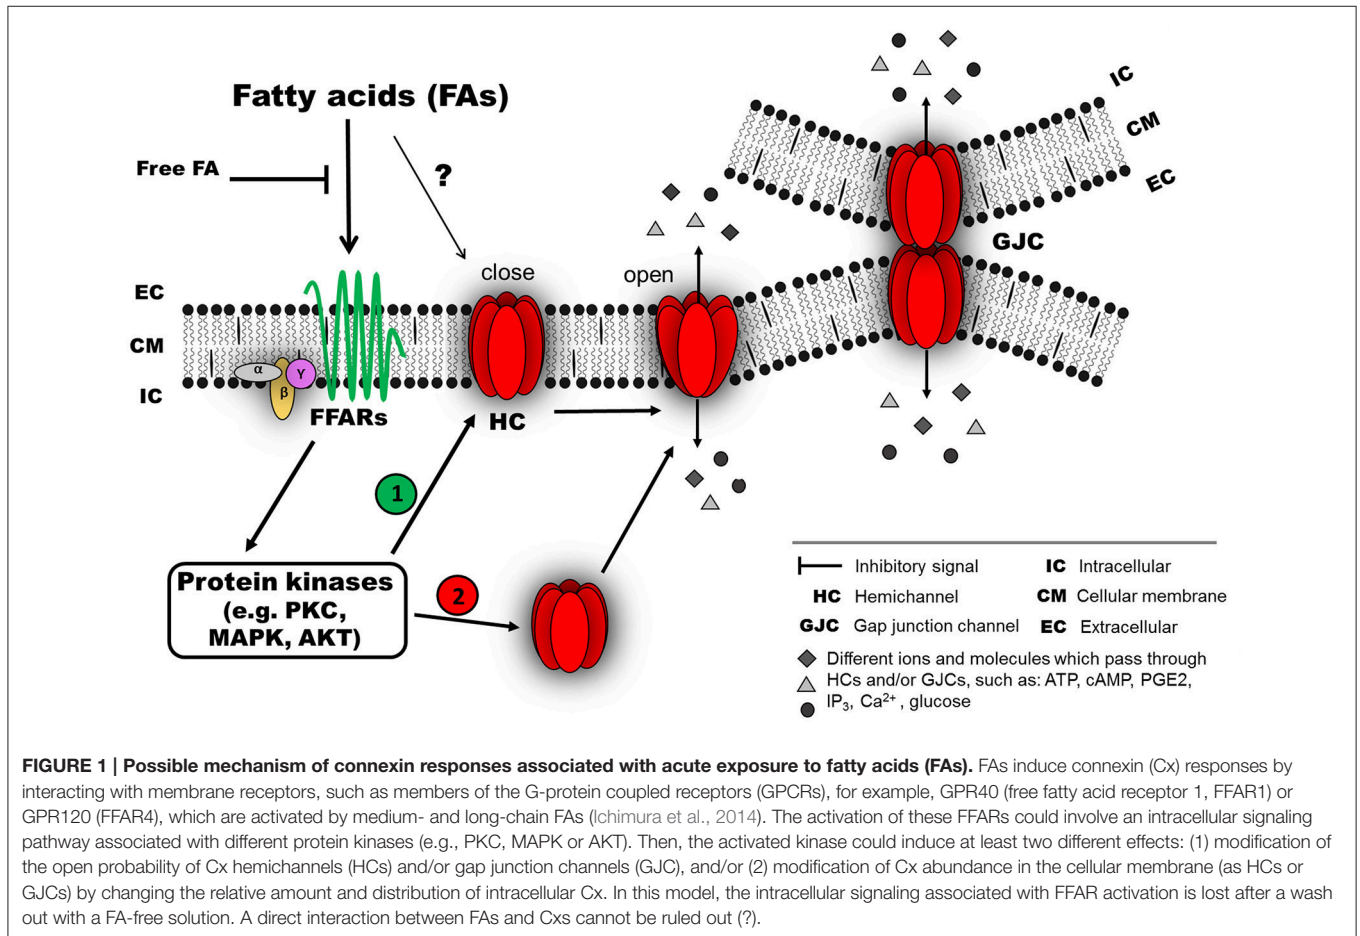 Fatty acids (FAs)
Free FA
?
close
open
EC
CM
IC
α
β
γ
FFARs
HC
IC
CM
EC
GJC
1
2
Protein kinases
(e.g. PKC,
MAPK, AKT)
Inhibitory signal
IC Intracellular
HC Hemichannel
CM Cellular membrane
GJC Gap junction channel
EC Extracellular
Different ions and molecules which pass through
HCs and/or GJCs, such as: ATP, cAMP, PGE2,
IP₃, Ca²⁺ , glucose
FIGURE 1 | Possible mechanism of connexin responses associated with acute exposure to fatty acids (FAs). FAs induce connexin (Cx) responses by
interacting with membrane receptors, such as members of the G-protein coupled receptors (GPCRs), for example, GPR40 (free fatty acid receptor 1, FFAR1) or
GPR120 (FFAR4), which are activated by medium- and long-chain FAs (Ichimura et al., 2014). The activation of these FFARs could involve an intracellular signaling
pathway associated with different protein kinases (e.g., PKC, MAPK or AKT). Then, the activated kinase could induce at least two different effects: (1) modification of
the open probability of Cx hemichannels (HCs) and/or gap junction channels (GJC), and/or (2) modification of Cx abundance in the cellular membrane (as HCs or
GJCs) by changing the relative amount and distribution of intracellular Cx. In this model, the intracellular signaling associated with FFAR activation is lost after a wash
out with a FA-free solution. A direct interaction between FAs and Cxs cannot be ruled out (?).